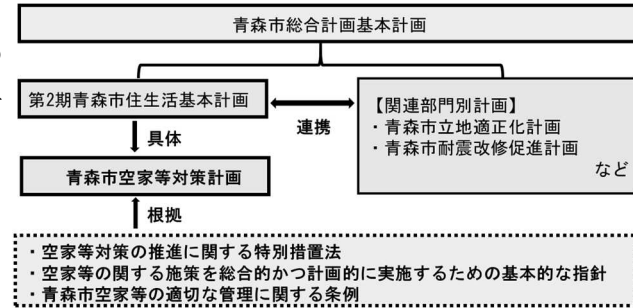 青森市総合計画基本計画
第2期青森市住生活基本計画
連携
【関連部門別計画】
・青森市立地適正化計画
・青森市耐震改修促進計画
など
具体
青森市空家等対策計画
根拠
・空家等対策の推進に関する特別措置法
・空家等の関する施策を総合的かつ計画的に実施するための基本的な指針
・青森市空家等の適切な管理に関する条例